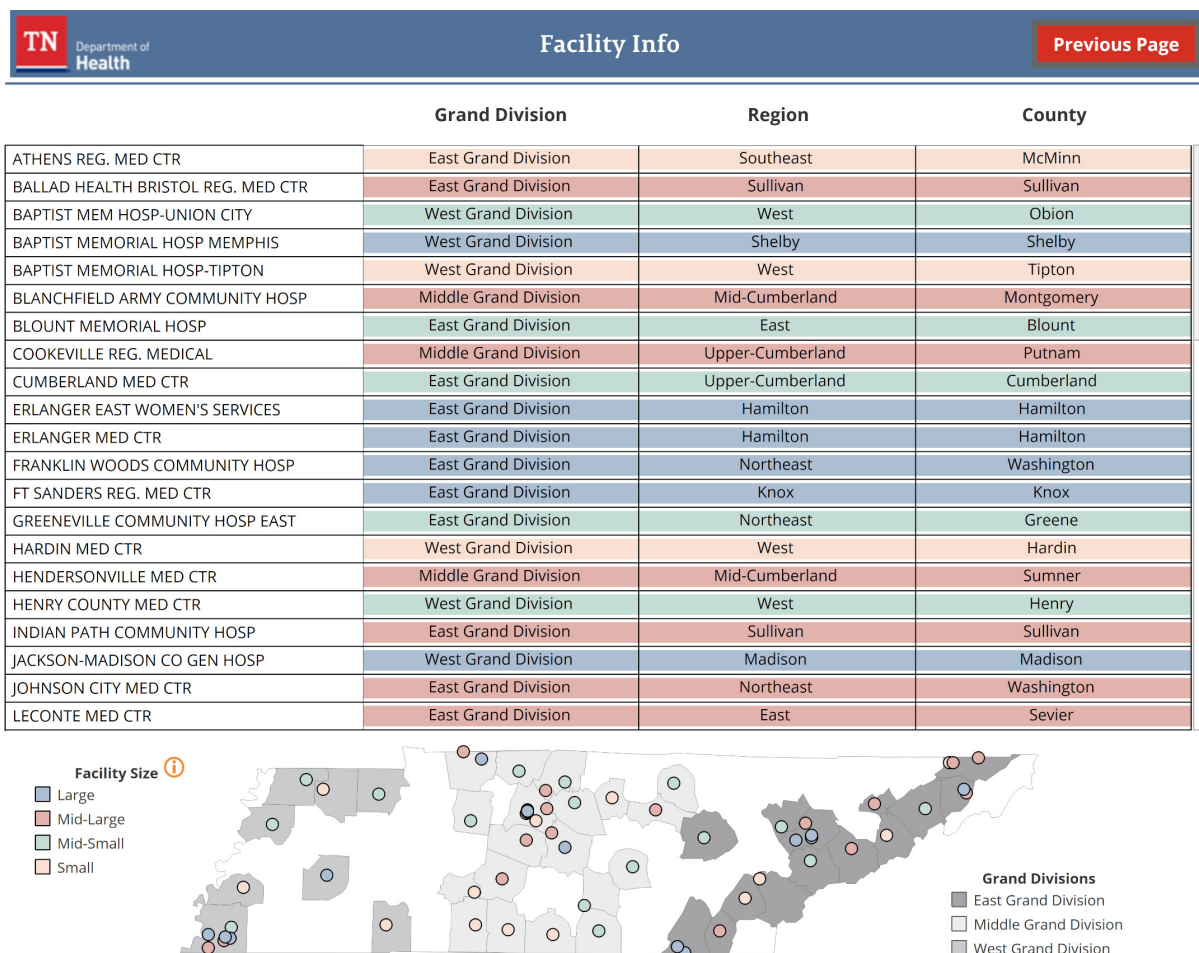 TN Department of Health
Facility Info
Previous Page
Grand Division Region County
ATHENS REG. MED CTR East Grand Division Southeast McMinn
BALLAD HEALTH BRISTOL REG. MED CTR East Grand Division Sullivan Sullivan
BAPTIST MEM HOSP-UNION CITY West Grand Division West Obion
BAPTIST MEMORIAL HOSP MEMPHIS West Grand Division Shelby Shelby
BAPTIST MEMORIAL HOSP-TIPTON West Grand Division West Tipton
BLANCHFIELD ARMY COMMUNITY HOSP Middle Grand Division Mid-Cumberland Montgomery
BLOUNT MEMORIAL HOSP East Grand Division East Blount
COOKEVILLE REG. MEDICAL Middle Grand Division Upper-Cumberland Putnam
CUMBERLAND MED CTR East Grand Division Upper-Cumberland Cumberland
ERLANGER EAST WOMEN'S SERVICES East Grand Division Hamilton Hamilton
ERLANGER MED CTR East Grand Division Hamilton Hamilton
FRANKLIN WOODS COMMUNITY HOSP East Grand Division Northeast Washington
FT SANDERS REG. MED CTR East Grand Division Knox Knox
GREENEVILLE COMMUNITY HOSP EAST East Grand Division Northeast Greene
HARDIN MED CTR West Grand Division West Hardin
HENDERSONVILLE MED CTR Middle Grand Division Mid-Cumberland Sumner
HENRY COUNTY MED CTR West Grand Division West Henry
INDIAN PATH COMMUNITY HOSP East Grand Division Sullivan Sullivan
JACKSON-MADISON CO GEN HOSP West Grand Division Madison Madison
JOHNSON CITY MED CTR East Grand Division Northeast Washington
LECONTE MED CTR East Grand Division East Sevier
Facility Size
Large
Mid-Large
Mid-Small
Small
Grand Divisions
East Grand Division
Middle Grand Division
West Grand Division